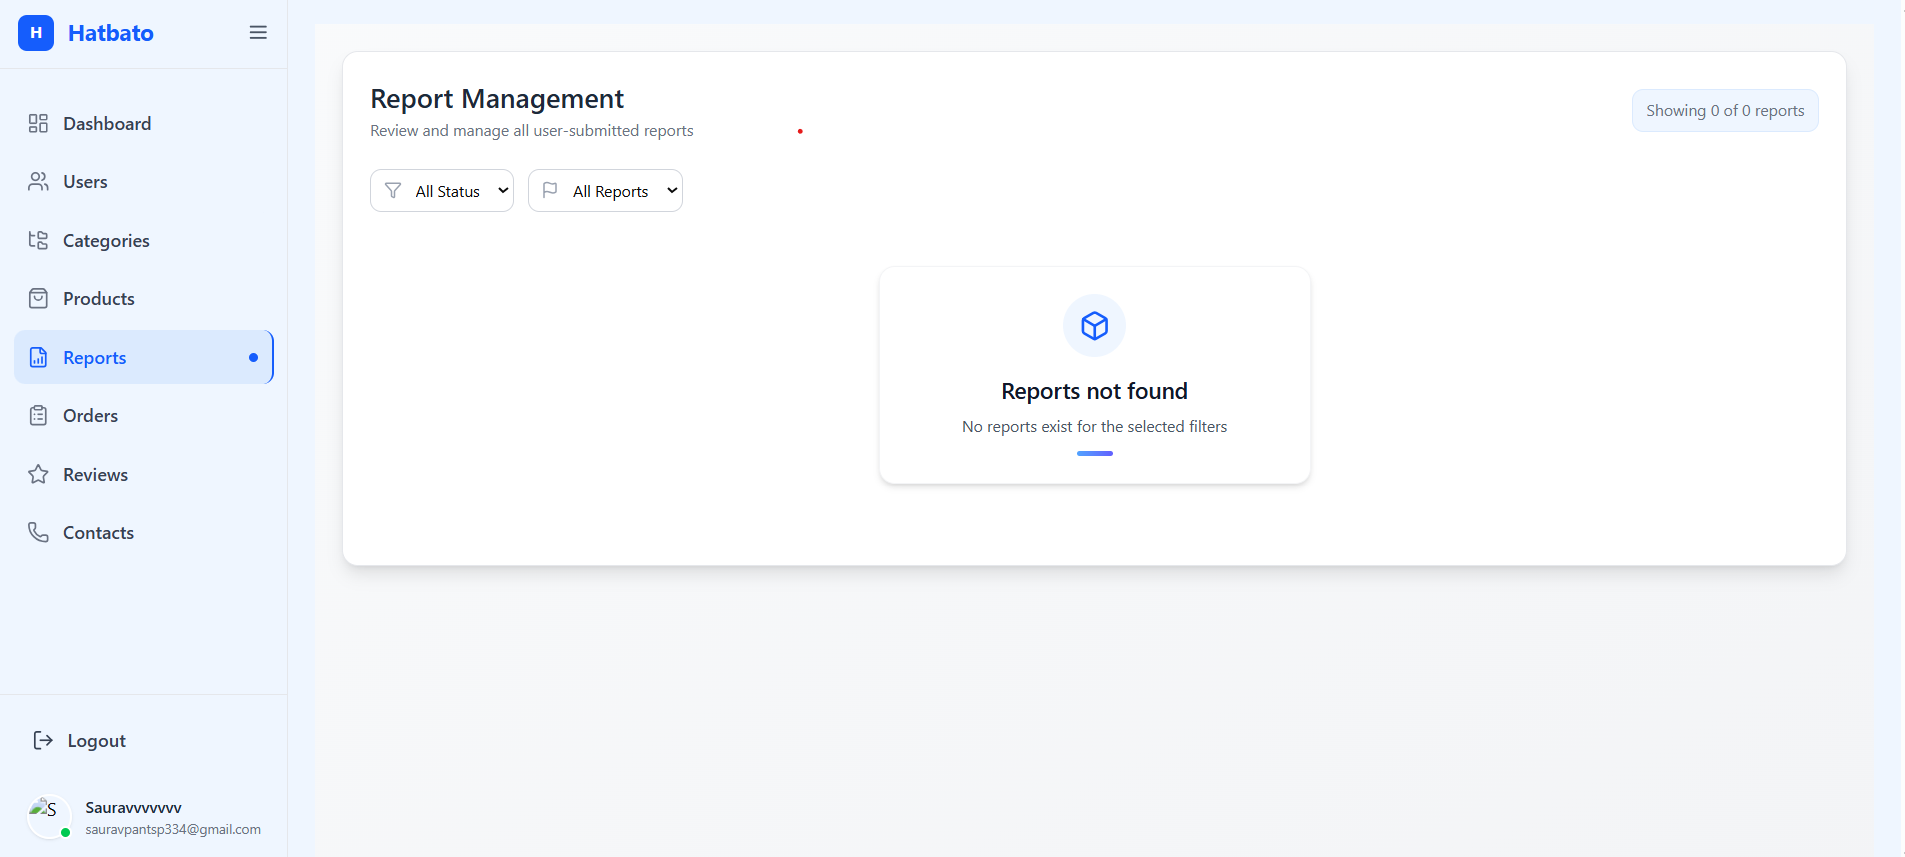 H Hatbato
Dashboard
Users
Categories
Products
Reports
Orders
Reviews
Contacts
Logout
S
Sauravvvvvvv
sauravpantsp334@gmail.com
Report Management
Review and manage all user-submitted reports
Showing 0 of 0 reports
All Status All Reports
Reports not found
No reports exist for the selected filters